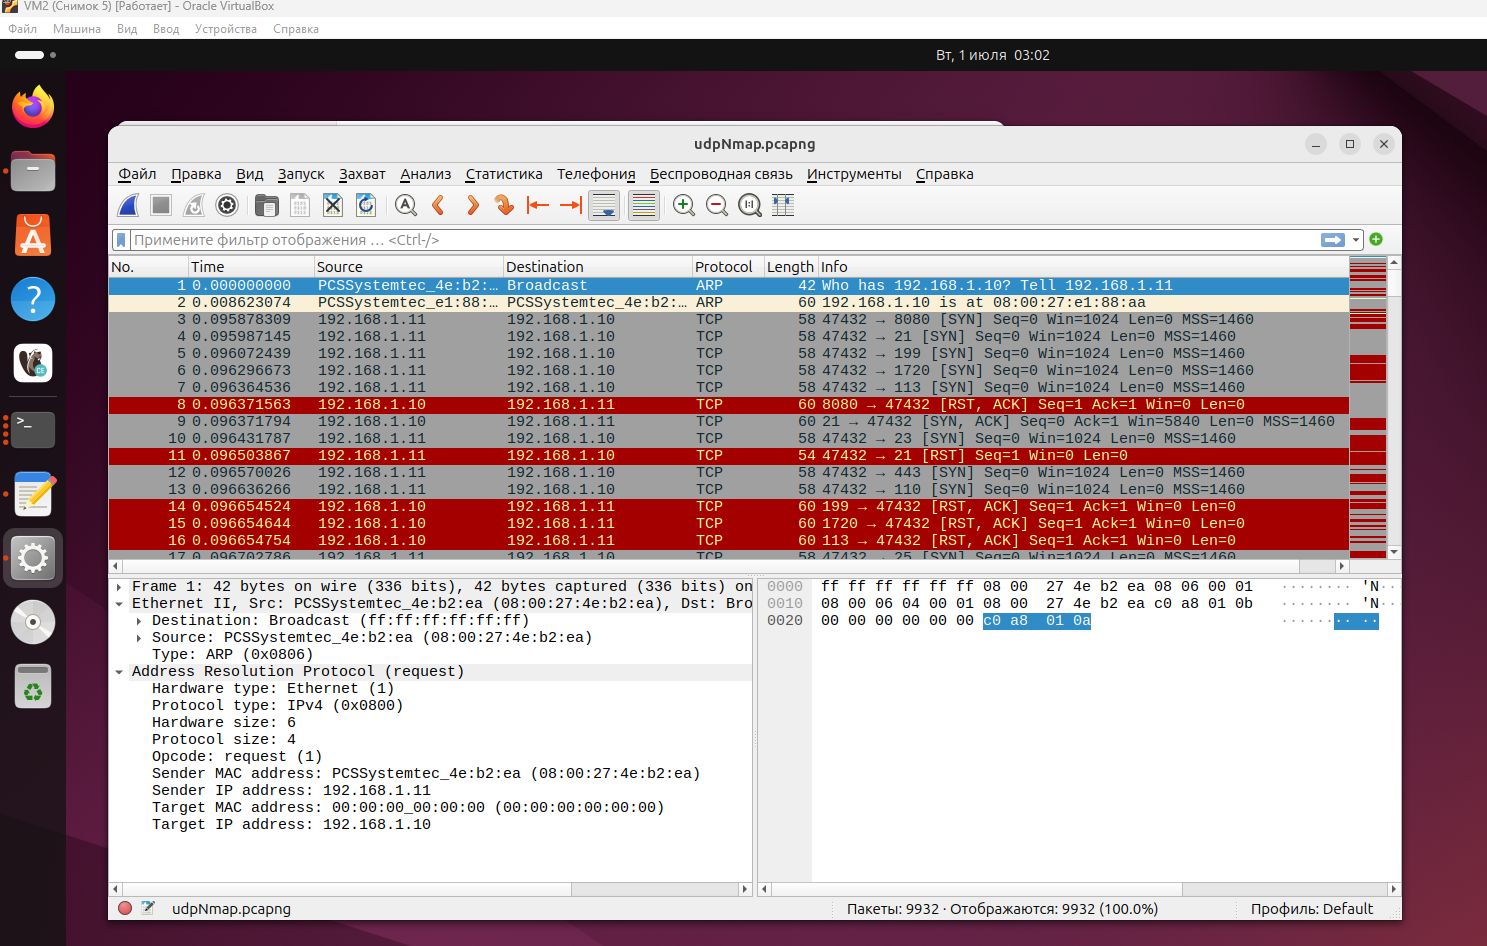 VM2 (Снимок 5) [Работает] - Oracle VirtualBox
Файл Машина Вид Ввод Устройства Справка
Вт, 1 июля 03:02
udpNmap.pcapng
Файл Правка Вид Запуск Захват Анализ Статистика Телефония Беспроводная связь Инструменты Справка
Примените фильтр отображения … <Ctrl-/>
No. Time Source Destination Protocol Length Info
1 0.000000000 PCSSystemtec_4e:b2:… Broadcast ARP 42 Who has 192.168.1.10? Tell 192.168.1.11
2 0.008623074 PCSSystemtec_e1:88:… PCSSystemtec_4e:b2:… ARP 60 192.168.1.10 is at 08:00:27:e1:88:aa
3 0.095878309 192.168.1.11 192.168.1.10 TCP 58 47432 → 8080 [SYN] Seq=0 Win=1024 Len=0 MSS=1460
4 0.095987145 192.168.1.11 192.168.1.10 TCP 58 47432 → 21 [SYN] Seq=0 Win=1024 Len=0 MSS=1460
5 0.096072439 192.168.1.11 192.168.1.10 TCP 58 47432 → 199 [SYN] Seq=0 Win=1024 Len=0 MSS=1460
6 0.096296673 192.168.1.11 192.168.1.10 TCP 58 47432 → 1720 [SYN] Seq=0 Win=1024 Len=0 MSS=1460
7 0.096364536 192.168.1.11 192.168.1.10 TCP 58 47432 → 113 [SYN] Seq=0 Win=1024 Len=0 MSS=1460
8 0.096371563 192.168.1.10 192.168.1.11 TCP 60 8080 → 47432 [RST, ACK] Seq=1 Ack=1 Win=0 Len=0
9 0.096371794 192.168.1.10 192.168.1.11 TCP 60 21 → 47432 [SYN, ACK] Seq=0 Ack=1 Win=5840 Len=0 MSS=1460
10 0.096431787 192.168.1.11 192.168.1.10 TCP 58 47432 → 23 [SYN] Seq=0 Win=1024 Len=0 MSS=1460
11 0.096503867 192.168.1.11 192.168.1.10 TCP 54 47432 → 21 [RST] Seq=1 Win=0 Len=0
12 0.096570026 192.168.1.11 192.168.1.10 TCP 58 47432 → 443 [SYN] Seq=0 Win=1024 Len=0 MSS=1460
13 0.096636266 192.168.1.11 192.168.1.10 TCP 58 47432 → 110 [SYN] Seq=0 Win=1024 Len=0 MSS=1460
14 0.096654524 192.168.1.10 192.168.1.11 TCP 60 199 → 47432 [RST, ACK] Seq=1 Ack=1 Win=0 Len=0
15 0.096654644 192.168.1.10 192.168.1.11 TCP 60 1720 → 47432 [RST, ACK] Seq=1 Ack=1 Win=0 Len=0
16 0.096654754 192.168.1.10 192.168.1.11 TCP 60 113 → 47432 [RST, ACK] Seq=1 Ack=1 Win=0 Len=0
17 0.096702786 192.168.1.11 192.168.1.10 TCP 58 47432 → 25 [SYN] Seq=0 Win=1024 Len=0 MSS=1460
Frame 1: 42 bytes on wire (336 bits), 42 bytes captured (336 bits) on
Ethernet II, Src: PCSSystemtec_4e:b2:ea (08:00:27:4e:b2:ea), Dst: Bro
Destination: Broadcast (ff:ff:ff:ff:ff:ff)
Source: PCSSystemtec_4e:b2:ea (08:00:27:4e:b2:ea)
Type: ARP (0x0806)
Address Resolution Protocol (request)
Hardware type: Ethernet (1)
Protocol type: IPv4 (0x0800)
Hardware size: 6
Protocol size: 4
Opcode: request (1)
Sender MAC address: PCSSystemtec_4e:b2:ea (08:00:27:4e:b2:ea)
Sender IP address: 192.168.1.11
Target MAC address: 00:00:00_00:00:00 (00:00:00:00:00:00)
Target IP address: 192.168.1.10
0000 ff ff ff ff ff ff 08 00 27 4e b2 ea 08 06 00 01 ········ 'N··
0010 08 00 06 04 00 01 08 00 27 4e b2 ea c0 a8 01 0b ········ 'N··
0020 00 00 00 00 00 00 c0 a8 01 0a ········ ··
udpNmap.pcapng
Пакеты: 9932 · Отображаются: 9932 (100.0%)
Профиль: Default